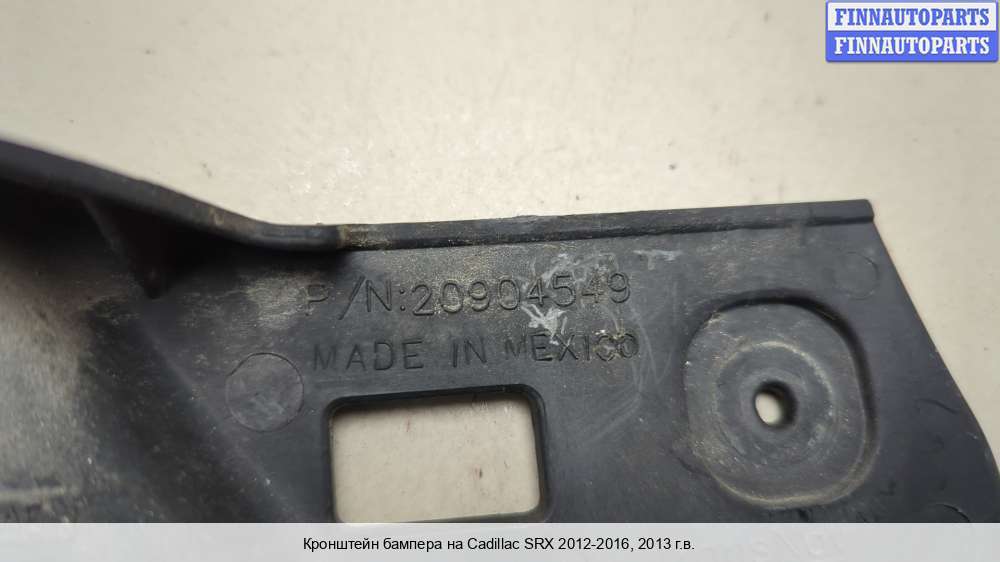 FINNAUTOPARTS
FINNAUTOPARTS
P/N:20904549
MADE IN MEXICO
Кронштейн бампера на Cadillac SRX 2012-2016, 2013 г.в.